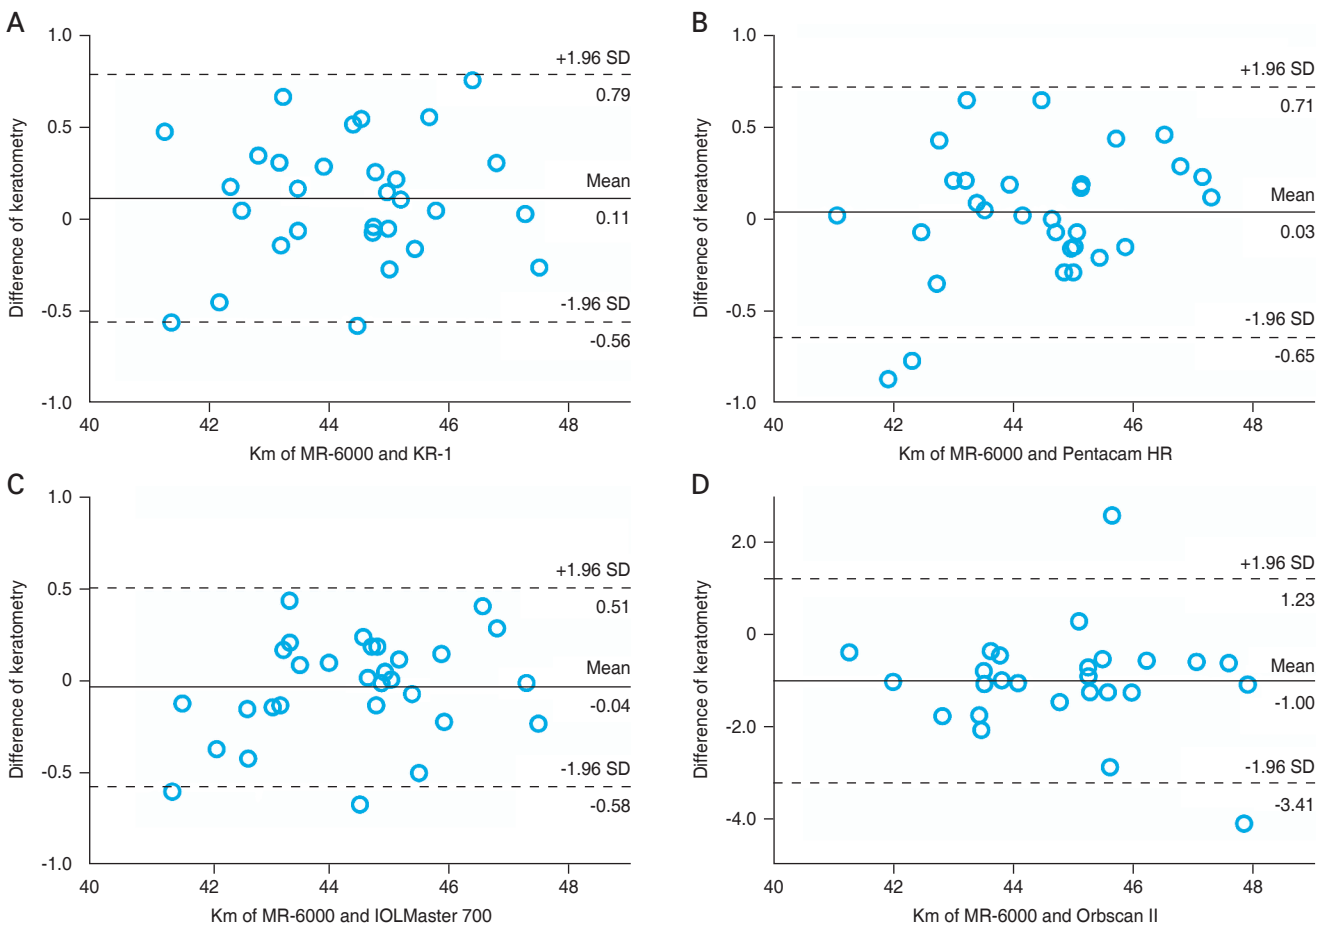 A
1.0
0.5
0
-0.5
-1.0
Difference of keratometry
+1.96 SD
0.79
Mean
0.11
-1.96 SD
-0.56
40
42
44
46
48
Km of MR-6000 and KR-1
B
1.0
0.5
0
-0.5
-1.0
Difference of keratometry
+1.96 SD
0.71
Mean
0.03
-1.96 SD
-0.65
40
42
44
46
48
Km of MR-6000 and Pentacam HR
C
1.0
0.5
0
-0.5
-1.0
Difference of keratometry
+1.96 SD
0.51
Mean
-0.04
-1.96 SD
-0.58
40
42
44
46
48
Km of MR-6000 and IOLMaster 700
D
2.0
0
-2.0
-4.0
Difference of keratometry
+1.96 SD
1.23
Mean
-1.00
-1.96 SD
-3.41
40
42
44
46
48
Km of MR-6000 and Orbscan II